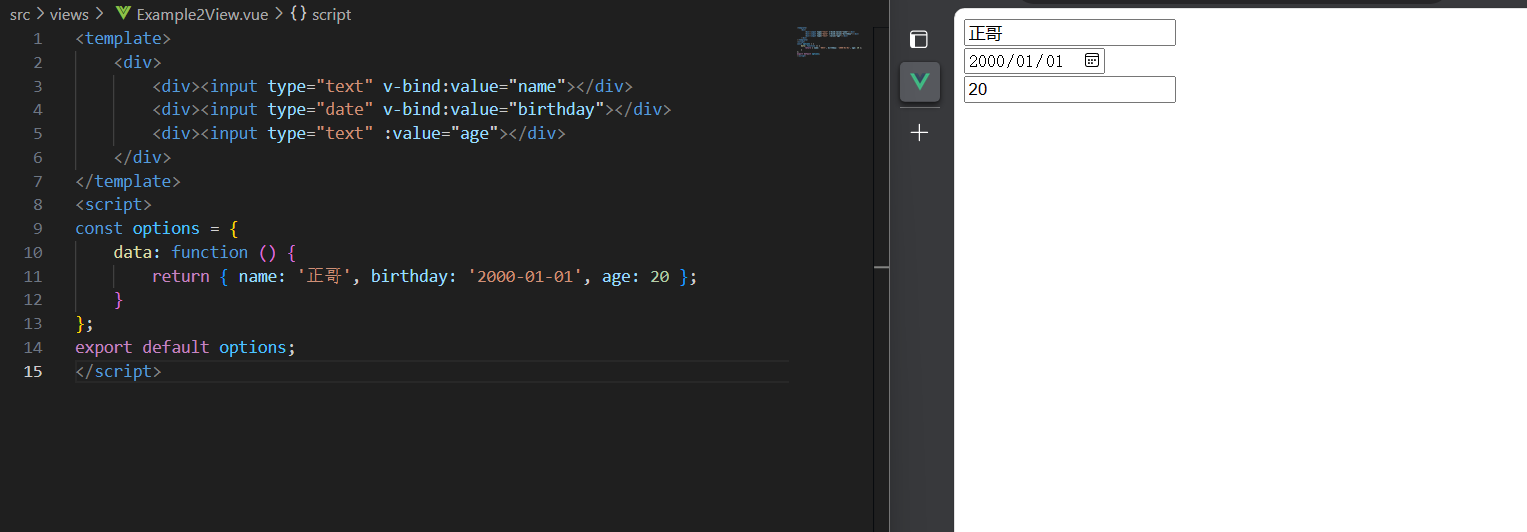 src > views > Example2View.vue > {} script
1 <template>
2     <div>
3         <div><input type="text" v-bind:value="name"></div>
4         <div><input type="date" v-bind:value="birthday"></div>
5         <div><input type="text" :value="age"></div>
6     </div>
7 </template>
8 <script>
9 const options = {
10     data: function () {
11         return { name: '正哥', birthday: '2000-01-01', age: 20 };
12     }
13 };
14 export default options;
15 </script>
正哥
2000/01/01
20